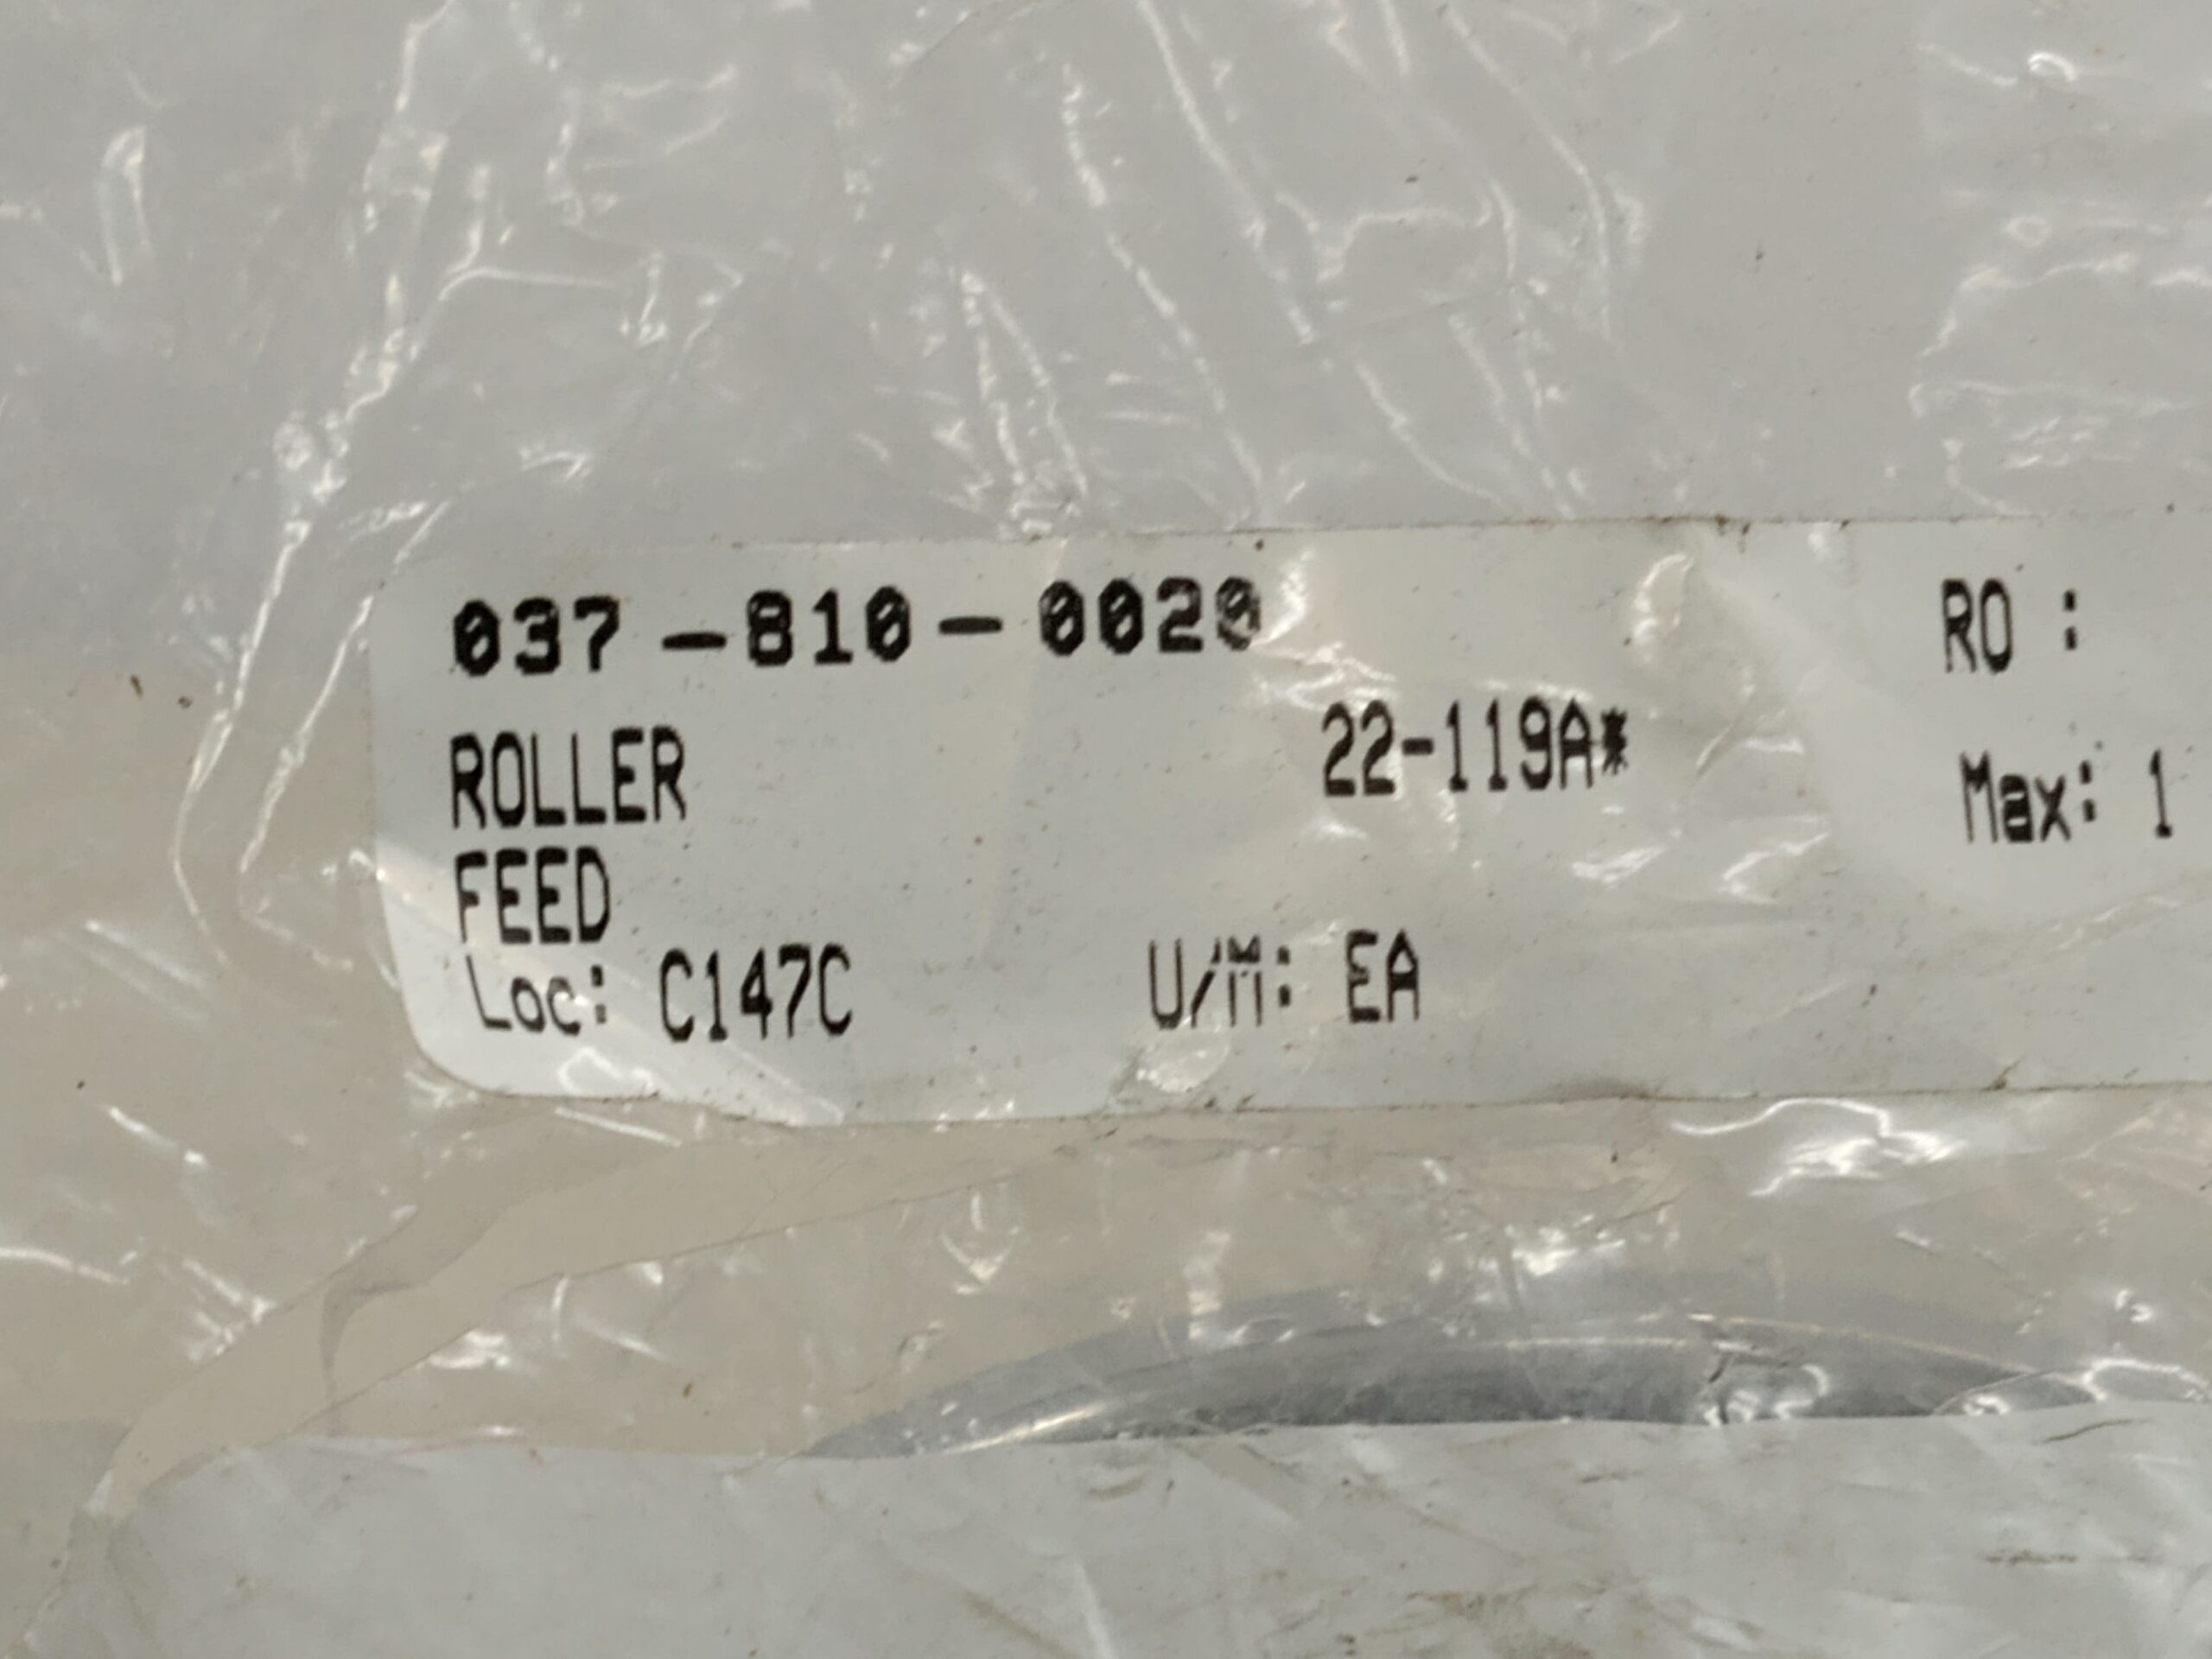 037-810-0020 RO :
ROLLER 22-119A* Max: 1
FEED
Loc: C147C U/M: EA